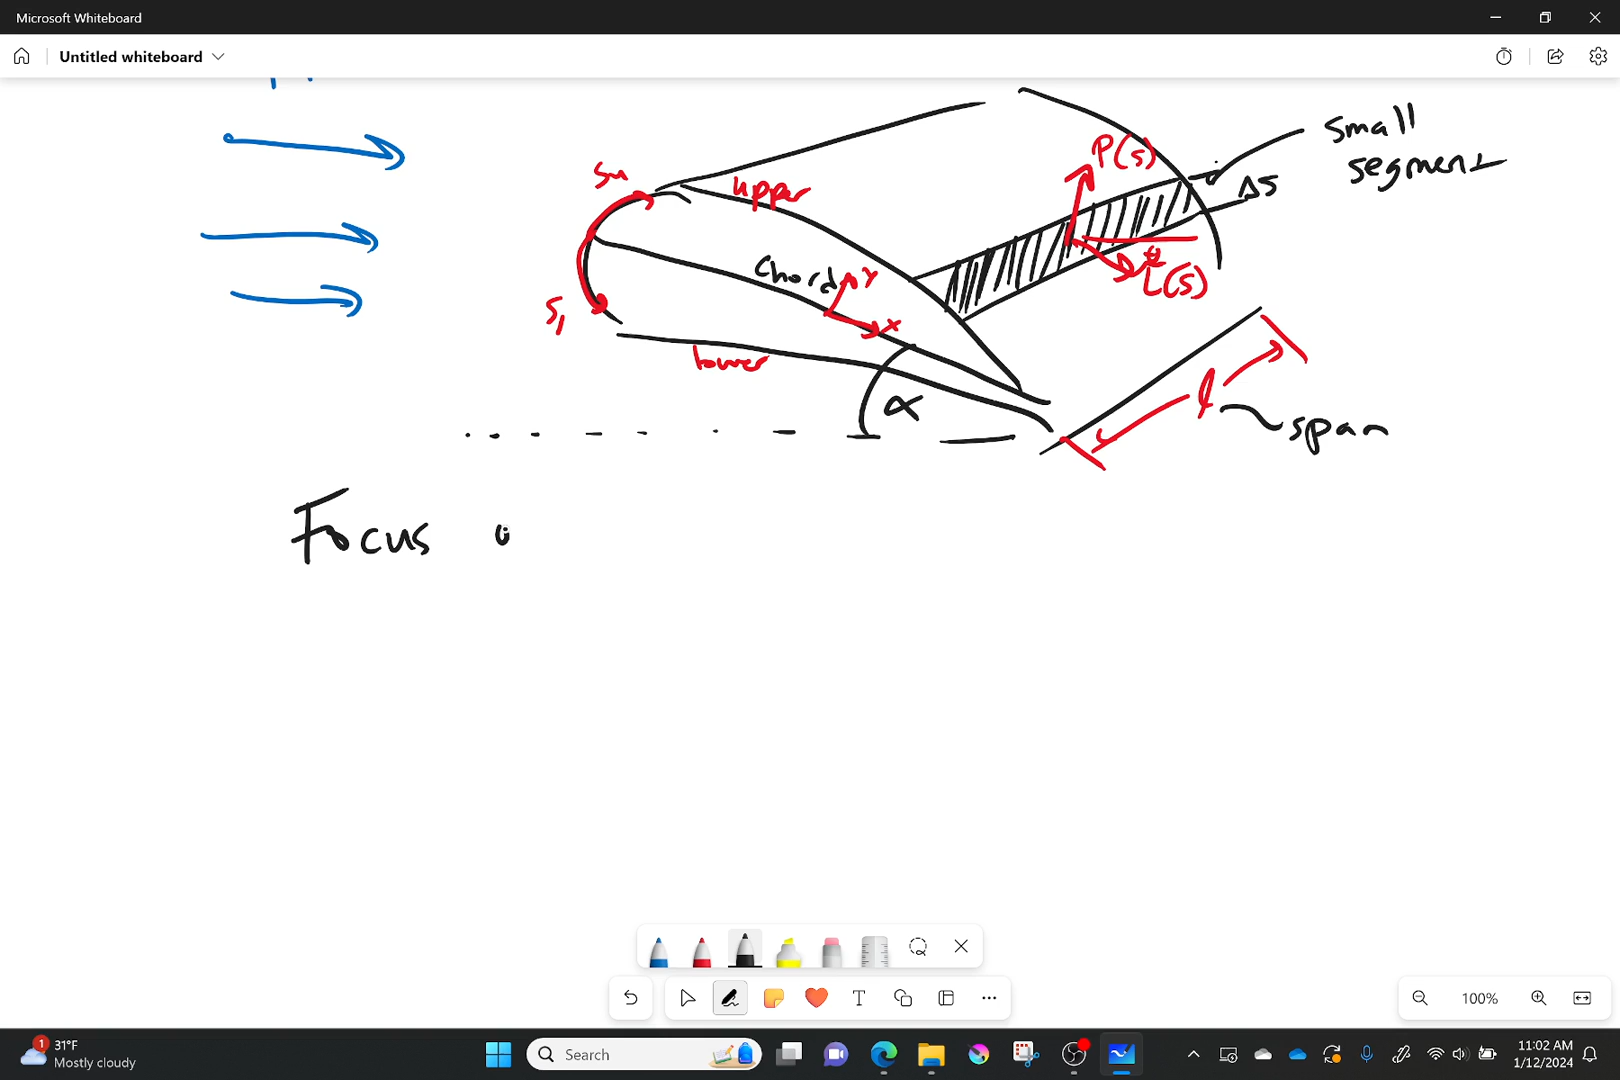 Microsoft Whiteboard
Untitled whiteboard
small
segment
P(s)
Δs
Su
upper
chord
y
x
L(s)
S
lower
α
l
span
Focus o
100%
1
31°F
Mostly cloudy
Search
11:02 AM
1/12/2024